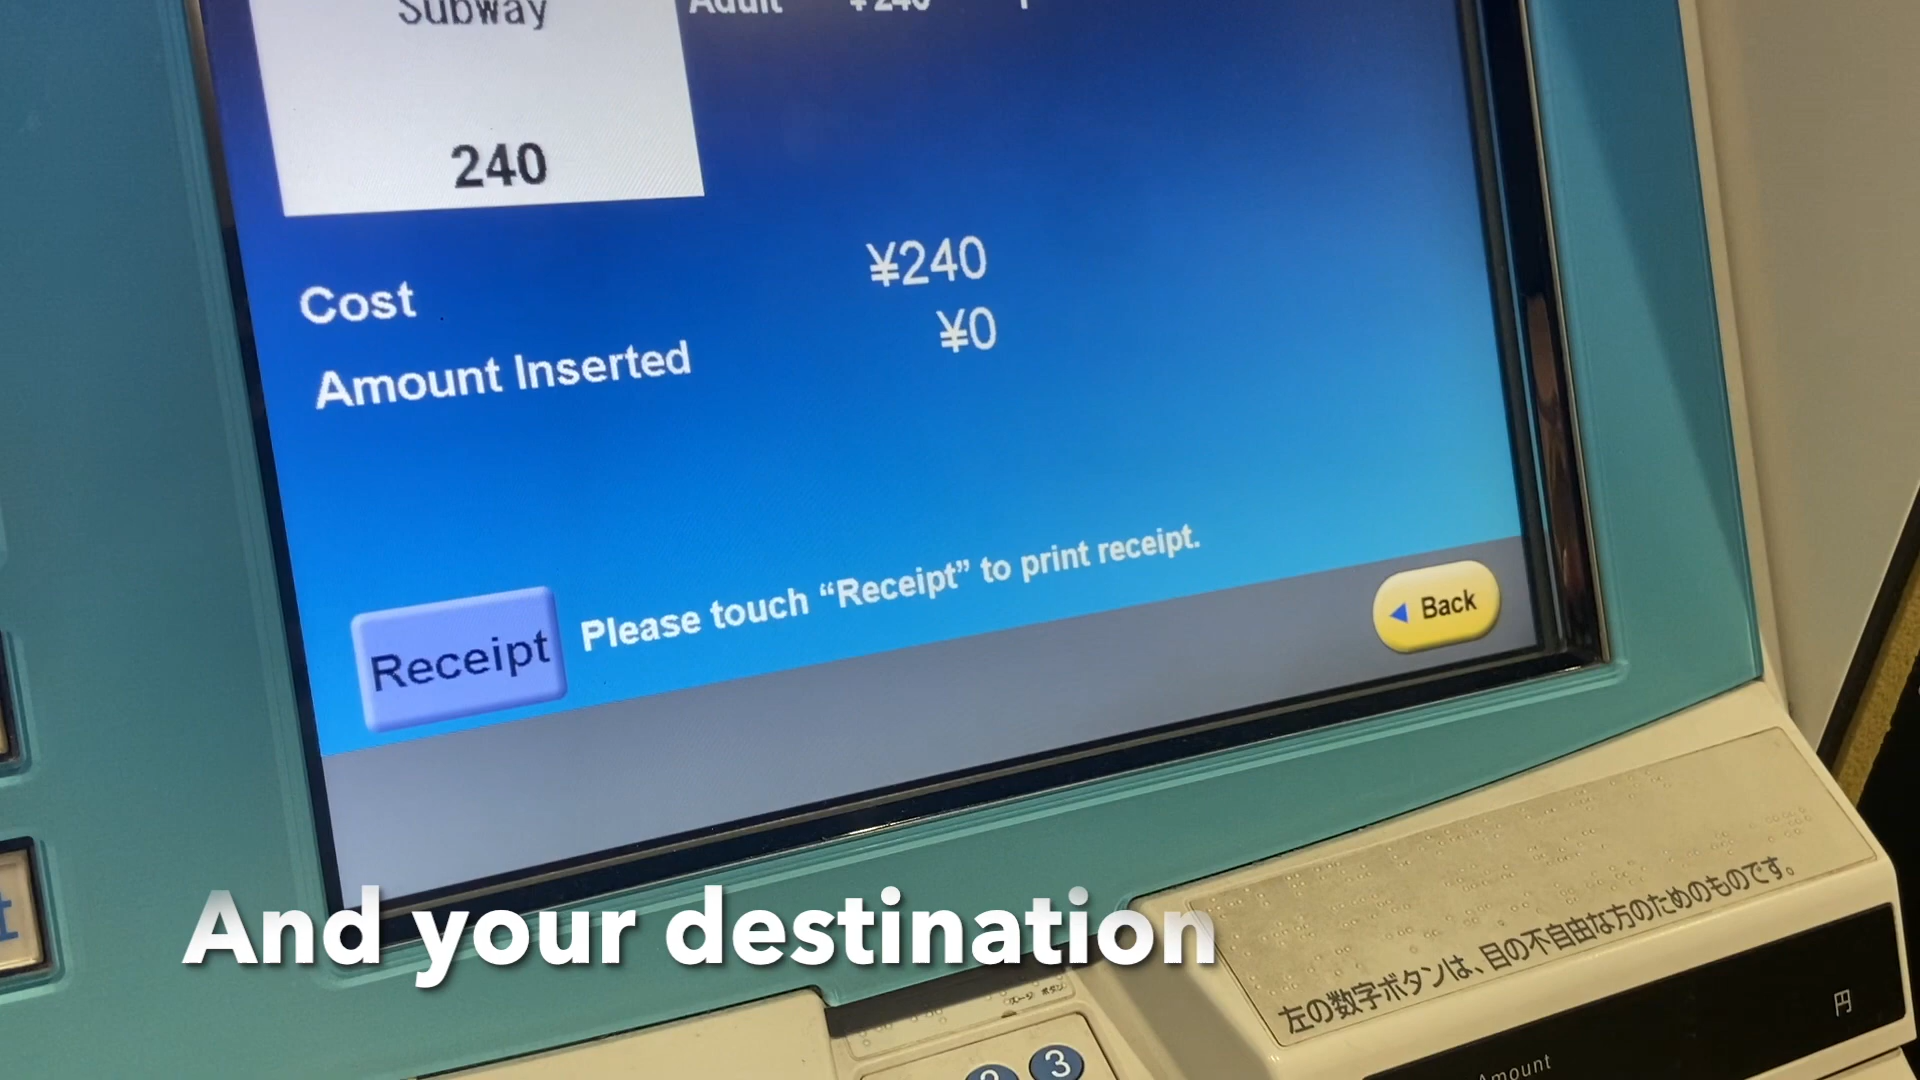 Subway
Adult ¥240
240
Cost ¥240
Amount Inserted ¥0
Receipt
Please touch “Receipt” to print receipt.
Back
And your destination
左の数字ボタンは、目の不自由な方のためのものです。
円
Amount
3